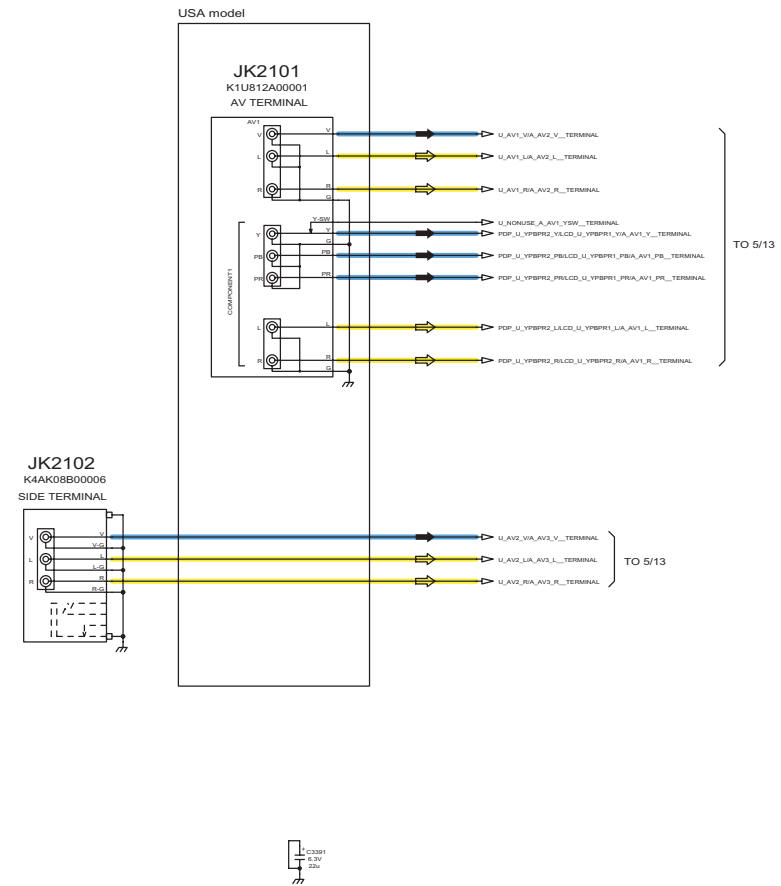 USA model
JK2101
K1U812A00001
AV TERMINAL
AV1
V
V
U_AV1_V/A_AV2_V__TERMINAL
L
L
U_AV1_L/A_AV2_L__TERMINAL
R
R
U_AV1_R/A_AV2_R__TERMINAL
G
Y-SW
U_NONUSE_A_AV1_YSW__TERMINAL
Y
Y
PDP_U_YPBPR2_Y/LCD_U_YPBPR1_Y/A_AV1_Y__TERMINAL
G
TO 5/13
PB
PB
PDP_U_YPBPR2_PB/LCD_U_YPBPR1_PB/A_AV1_PB__TERMINAL
PR
PR
PDP_U_YPBPR2_PR/LCD_U_YPBPR1_PR/A_AV1_PR__TERMINAL
COMPONENT1
L
L
PDP_U_YPBPR2_L/LCD_U_YPBPR1_L/A_AV1_L__TERMINAL
R
R
PDP_U_YPBPR2_R/LCD_U_YPBPR2_R/A_AV1_R__TERMINAL
G
JK2102
K4AK08B00006
SIDE TERMINAL
V
V
U_AV2_V/A_AV3_V__TERMINAL
V-G
L
L
U_AV2_L/A_AV3_L__TERMINAL
TO 5/13
L-G
R
R
U_AV2_R/A_AV3_R__TERMINAL
R-G
+
C3391
6.3V
22u